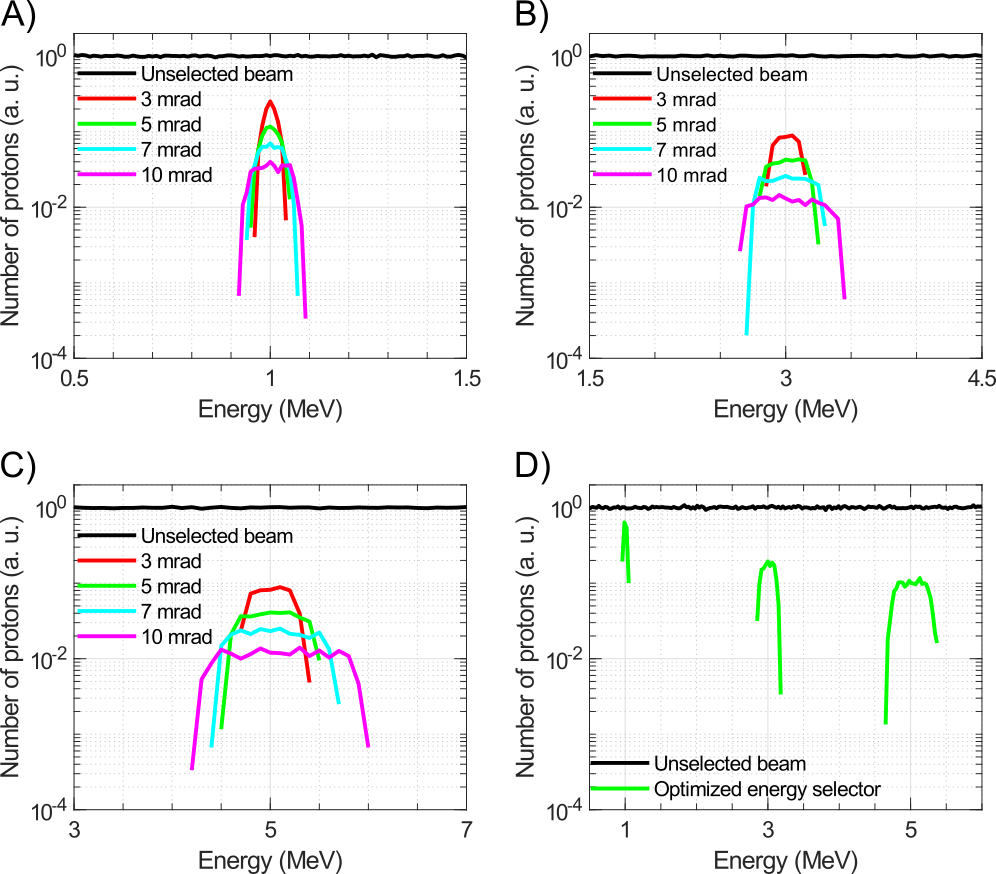 A)
Number of protons (a. u.)
10^0
10^-2
10^-4
Unselected beam
3 mrad
5 mrad
7 mrad
10 mrad
0.5 1 1.5
Energy (MeV)
B)
Number of protons (a. u.)
10^0
10^-2
10^-4
Unselected beam
3 mrad
5 mrad
7 mrad
10 mrad
1.5 3 4.5
Energy (MeV)
C)
Number of protons (a. u.)
10^0
10^-2
10^-4
Unselected beam
3 mrad
5 mrad
7 mrad
10 mrad
3 5 7
Energy (MeV)
D)
Number of protons (a. u.)
10^0
10^-2
10^-4
Unselected beam
Optimized energy selector
1 3 5
Energy (MeV)